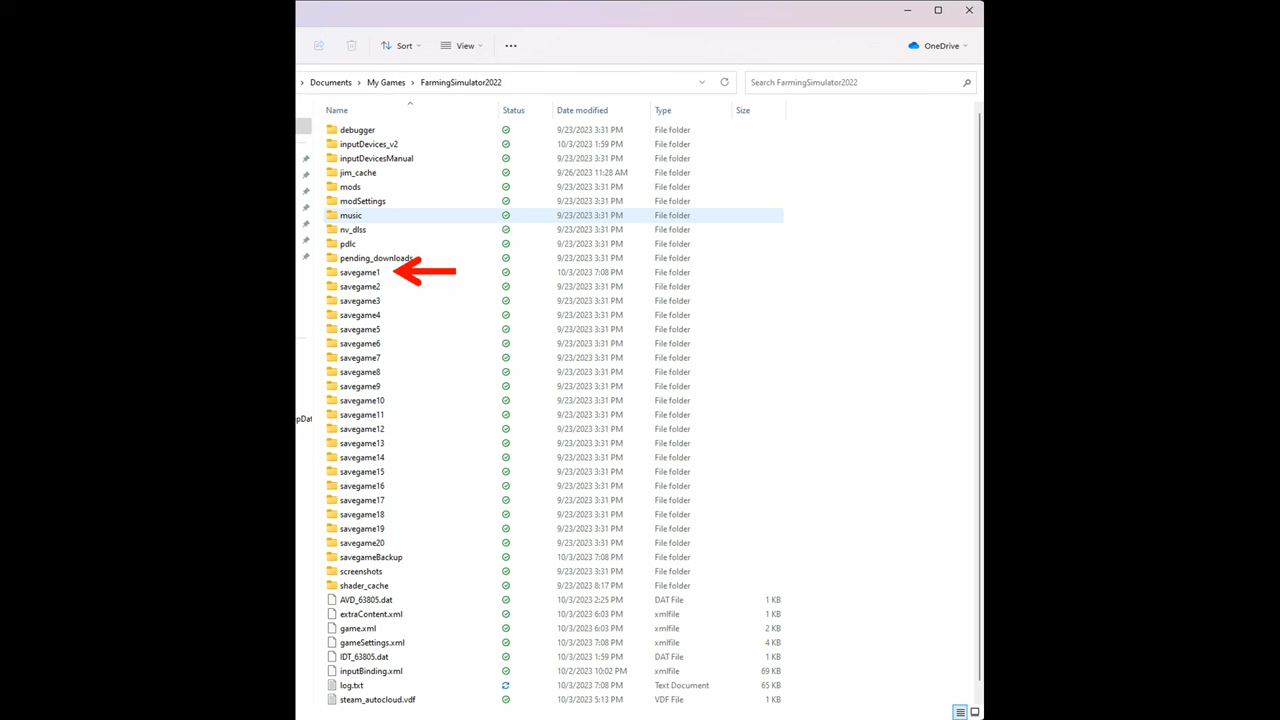 Sort View OneDrive
Documents My Games FarmingSimulator2022 Search FarmingSimulator2022
Name Status Date modified Type Size
debugger 9/23/2023 3:31 PM File folder
inputDevices_v2 10/3/2023 1:59 PM File folder
inputDevicesManual 9/23/2023 3:31 PM File folder
jim_cache 9/26/2023 11:28 AM File folder
mods 9/23/2023 3:31 PM File folder
modSettings 9/23/2023 3:31 PM File folder
music 9/23/2023 3:31 PM File folder
nv_dlss 9/23/2023 3:31 PM File folder
pdlc 9/23/2023 3:31 PM File folder
pending_downloads 9/23/2023 3:31 PM File folder
savegame1 10/3/2023 7:08 PM File folder
savegame2 9/23/2023 3:31 PM File folder
savegame3 9/23/2023 3:31 PM File folder
savegame4 9/23/2023 3:31 PM File folder
savegame5 9/23/2023 3:31 PM File folder
savegame6 9/23/2023 3:31 PM File folder
savegame7 9/23/2023 3:31 PM File folder
savegame8 9/23/2023 3:31 PM File folder
savegame9 9/23/2023 3:31 PM File folder
savegame10 9/23/2023 3:31 PM File folder
savegame11 9/23/2023 3:31 PM File folder
pDat
savegame12 9/23/2023 3:31 PM File folder
savegame13 9/23/2023 3:31 PM File folder
savegame14 9/23/2023 3:31 PM File folder
savegame15 9/23/2023 3:31 PM File folder
savegame16 9/23/2023 3:31 PM File folder
savegame17 9/23/2023 3:31 PM File folder
savegame18 9/23/2023 3:31 PM File folder
savegame19 9/23/2023 3:31 PM File folder
savegame20 9/23/2023 3:31 PM File folder
savegameBackup 10/3/2023 7:08 PM File folder
screenshots 9/23/2023 3:31 PM File folder
shader_cache 9/23/2023 8:17 PM File folder
AVD_63805.dat 10/3/2023 2:25 PM DAT File 1 KB
extraContent.xml 10/3/2023 6:03 PM xmlfile 1 KB
game.xml 10/3/2023 6:03 PM xmlfile 2 KB
gameSettings.xml 10/3/2023 7:08 PM xmlfile 4 KB
IDT_63805.dat 10/3/2023 1:59 PM DAT File 1 KB
inputBinding.xml 10/2/2023 10:02 PM xmlfile 69 KB
log.txt 10/3/2023 7:08 PM Text Document 65 KB
steam_autocloud.vdf 10/3/2023 5:13 PM VDF File 1 KB